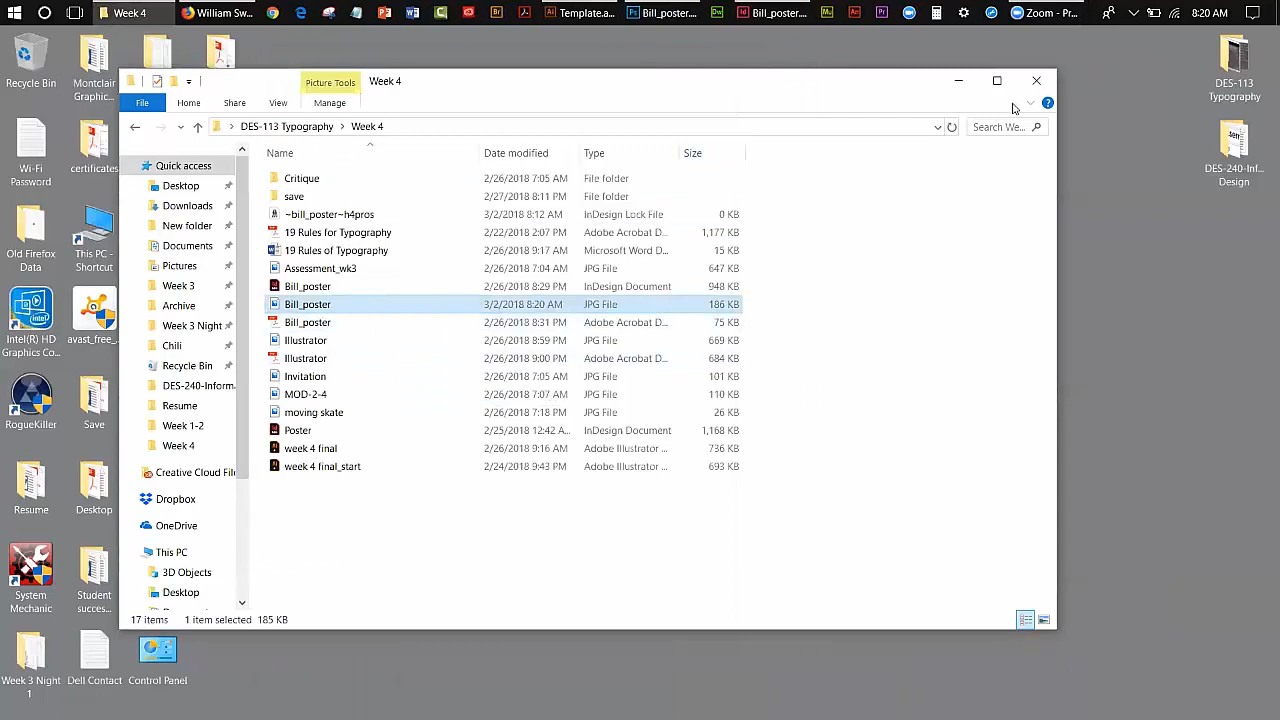 Week 4
William Sw...
Template.a...
Bill_poster....
Bill_poster...
Zoom - Pr...
8:20 AM
Recycle Bin
Montclair Graphic...
Wi-Fi Password
certificates
Old Firefox Data
This PC - Shortcut
Intel(R) HD Graphics Co...
avast_free_...
RogueKiller
Save
Resume
Desktop
System Mechanic
Student succes...
Week 3 Night 1
Dell Contact
Control Panel
DES-113 Typography
DES-240-Inf... Design
Picture Tools
Week 4
File
Home
Share
View
Manage
DES-113 Typography > Week 4
Search We...
Name
Date modified
Type
Size
Quick access
Desktop
Downloads
New folder
Documents
Pictures
Week 3
Archive
Week 3 Night
Chili
Recycle Bin
DES-240-Inform
Resume
Week 1-2
Week 4
Creative Cloud Fil
Dropbox
OneDrive
This PC
3D Objects
Desktop
Critique 2/26/2018 7:05 AM File folder
save 2/27/2018 8:11 PM File folder
~bill_poster~h4pros 3/2/2018 8:12 AM InDesign Lock File 0 KB
19 Rules for Typography 2/22/2018 2:07 PM Adobe Acrobat D... 1,177 KB
19 Rules of Typography 2/26/2018 9:17 AM Microsoft Word D... 15 KB
Assessment_wk3 2/26/2018 7:04 AM JPG File 647 KB
Bill_poster 2/26/2018 8:29 PM InDesign Document 948 KB
Bill_poster 3/2/2018 8:20 AM JPG File 186 KB
Bill_poster 2/26/2018 8:31 PM Adobe Acrobat D... 75 KB
Illustrator 2/26/2018 8:59 PM JPG File 669 KB
Illustrator 2/26/2018 9:00 PM Adobe Acrobat D... 684 KB
Invitation 2/26/2018 7:05 AM JPG File 101 KB
MOD-2-4 2/26/2018 7:07 AM JPG File 110 KB
moving skate 2/26/2018 7:18 PM JPG File 26 KB
Poster 2/25/2018 12:42 A... InDesign Document 1,168 KB
week 4 final 2/26/2018 9:16 AM Adobe Illustrator ... 736 KB
week 4 final_start 2/24/2018 9:43 PM Adobe Illustrator ... 693 KB
17 items 1 item selected 185 KB